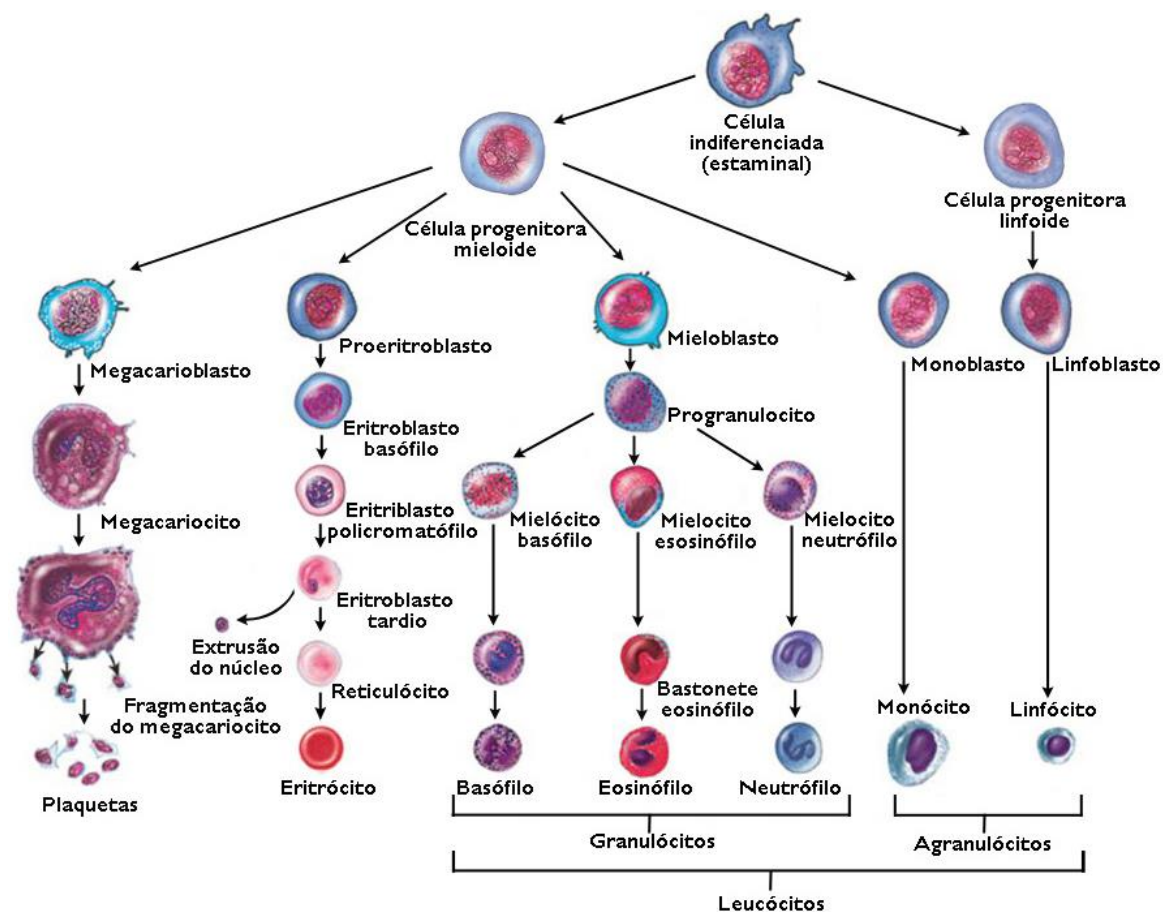 Célula
indiferenciada
(estaminal)
Célula progenitora
mieloide
Célula progenitora
linfoide
Megacarioblasto
Proeritroblasto
Mieloblasto
Monoblasto
Linfoblasto
Eritroblasto
basófilo
Progranulocito
Megacariocito
Eritriblasto
policromatófilo
Mielócito
basófilo
Mielocito
esosinófilo
Mielocito
neutrófilo
Eritroblasto
tardio
Extrusão
do núcleo
Reticulócito
Fragmentação
do megacariocito
Bastonete
eosinófilo
Monócito
Linfócito
Plaquetas
Eritrócito
Basófilo
Eosinófilo
Neutrófilo
Granulócitos
Agranulócitos
Leucócitos